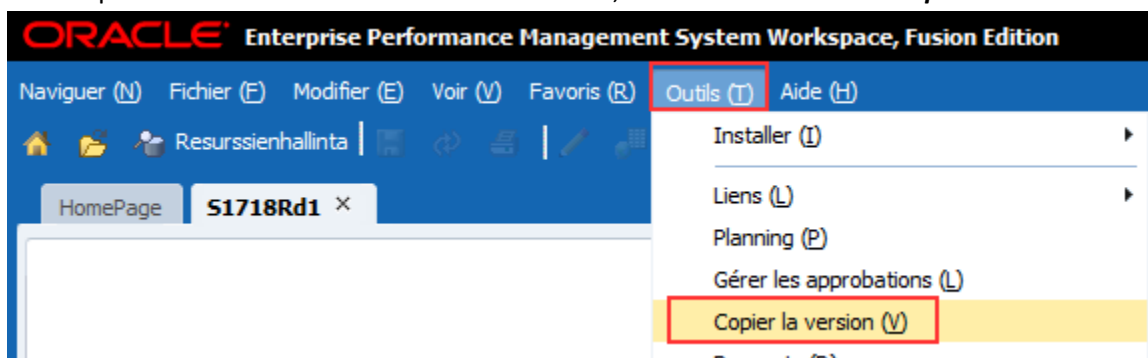 ORACLE Enterprise Performance Management System Workspace, Fusion Edition
Naviguer (N) Fichier (F) Modifier (E) Voir (V) Favoris (R) Outils (T) Aide (H)
Resurssienhallinta
Installer (I)
HomePage S1718Rd1 ×
Liens (L)
Planning (P)
Gérer les approbations (L)
Copier la version (V)